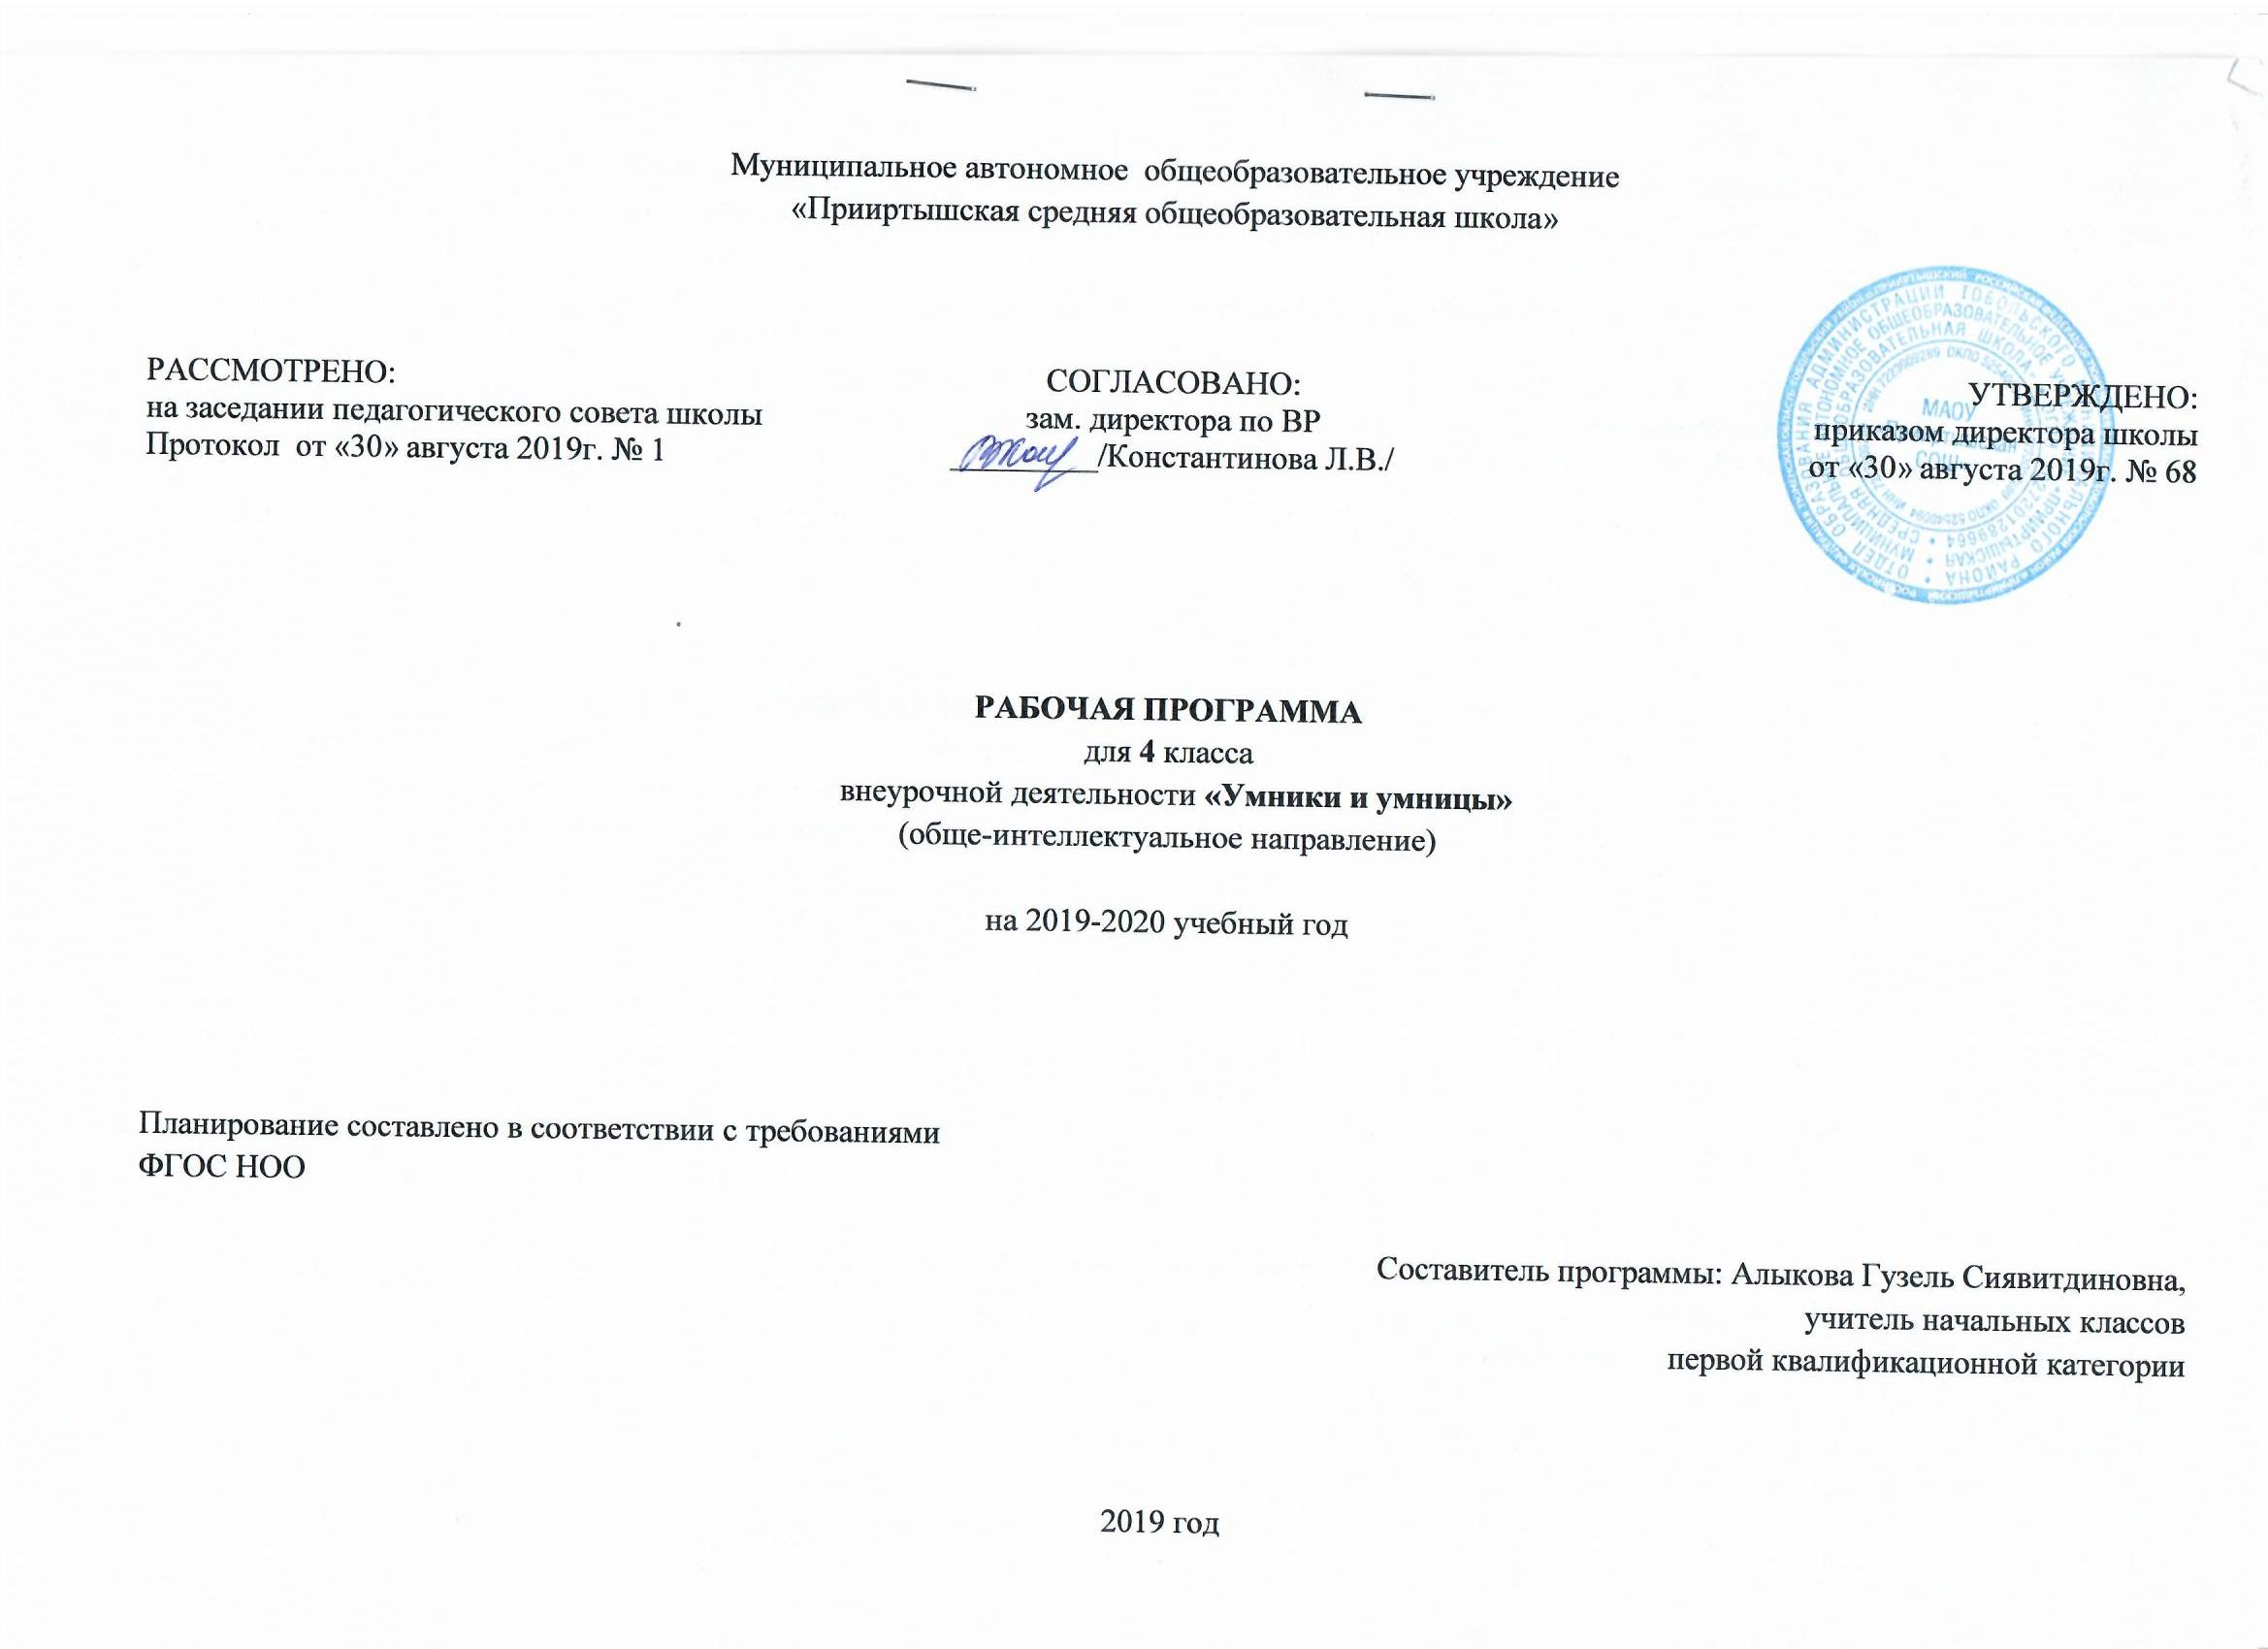 Муниципальное автономное общеобразовательное учреждение
«Прииртышская средняя общеобразовательная школа»
РАССМОТРЕНО:
на заседании педагогического совета школы
Протокол от «30» августа 2019г. № 1
СОГЛАСОВАНО:
зам. директора по ВР
/Константинова Л.В./
УТВЕРЖДЕНО:
приказом директора школы
от «30» августа 2019г. № 68
МАОУ
СОШ
РАБОЧАЯ ПРОГРАММА
для 4 класса
внеурочной деятельности «Умники и умницы»
(обще-интеллектуальное направление)
на 2019-2020 учебный год
Планирование составлено в соответствии с требованиями
ФГОС НОО
Составитель программы: Алыкова Гузель Сиявитдиновна,
учитель начальных классов
первой квалификационной категории
2019 год